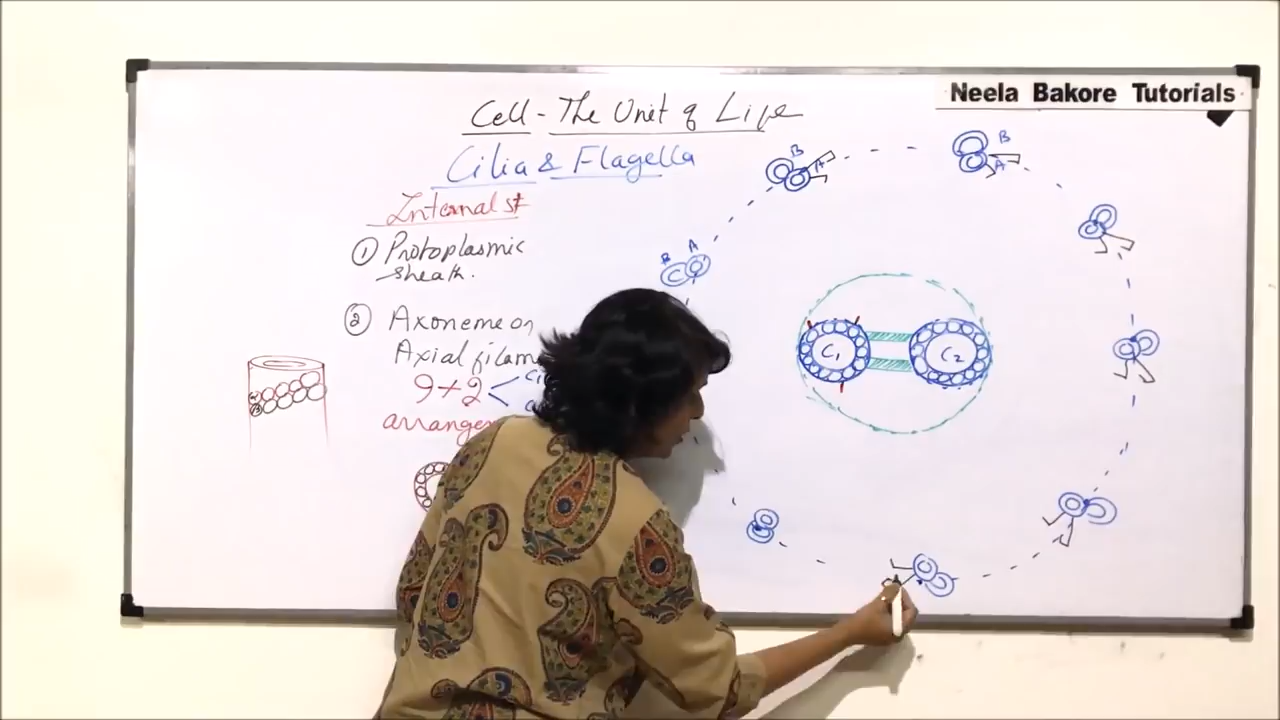 Neela Bakore Tutorials
Cell - The Unit of Life
Cilia & Flagella
Internal st
① Protoplasmic
sheath.
② Axoneme or
Axial filam
9+2
arrangem
B
A
B
A
B
A
C₁
C₂